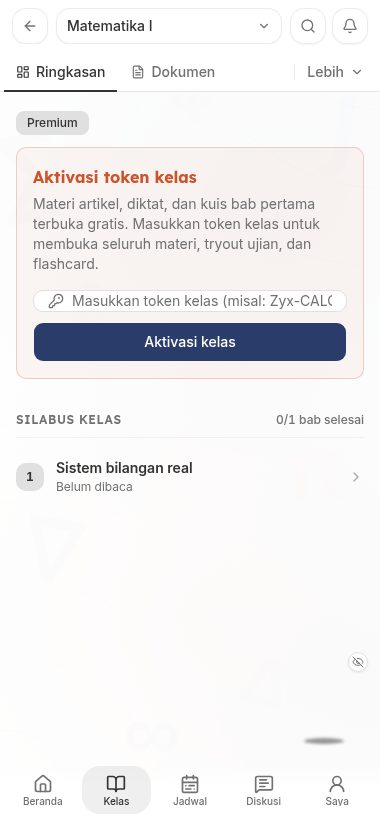 Matematika I
Ringkasan
Dokumen
Lebih
Premium
Aktivasi token kelas
Materi artikel, diktat, dan kuis bab pertama
terbuka gratis. Masukkan token kelas untuk
membuka seluruh materi, tryout ujian, dan
flashcard.
Masukkan token kelas (misal: Zyx-CALC
Aktivasi kelas
SILABUS KELAS
0/1 bab selesai
1
Sistem bilangan real
Belum dibaca
Beranda
Kelas
Jadwal
Diskusi
Saya